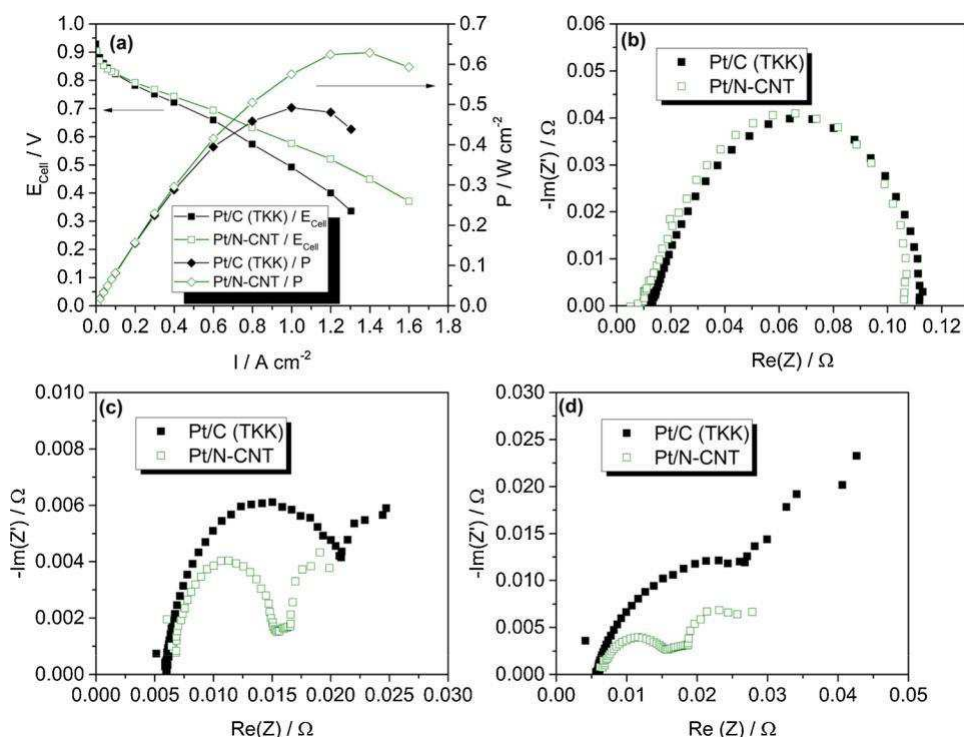 (a)
1.0
0.9
0.8
0.7
0.6
0.5
0.4
0.3
0.2
0.1
0.0
E_Cell / V
0.7
0.6
0.5
0.4
0.3
0.2
0.1
0.0
P / W cm⁻²
Pt/C (TKK) / E_Cell
Pt/N-CNT / E_Cell
Pt/C (TKK) / P
Pt/N-CNT / P
0.0 0.2 0.4 0.6 0.8 1.0 1.2 1.4 1.6 1.8
I / A cm⁻²
(b)
Pt/C (TKK)
Pt/N-CNT
0.06
0.05
0.04
0.03
0.02
0.01
0.00
-Im(Z') / Ω
0.00 0.02 0.04 0.06 0.08 0.10 0.12
Re(Z) / Ω
(c)
Pt/C (TKK)
Pt/N-CNT
0.010
0.008
0.006
0.004
0.002
0.000
-Im(Z') / Ω
0.000 0.005 0.010 0.015 0.020 0.025 0.030
Re(Z) / Ω
(d)
Pt/C (TKK)
Pt/N-CNT
0.030
0.025
0.020
0.015
0.010
0.005
0.000
-Im(Z') / Ω
0.00 0.01 0.02 0.03 0.04 0.05
Re (Z) / Ω